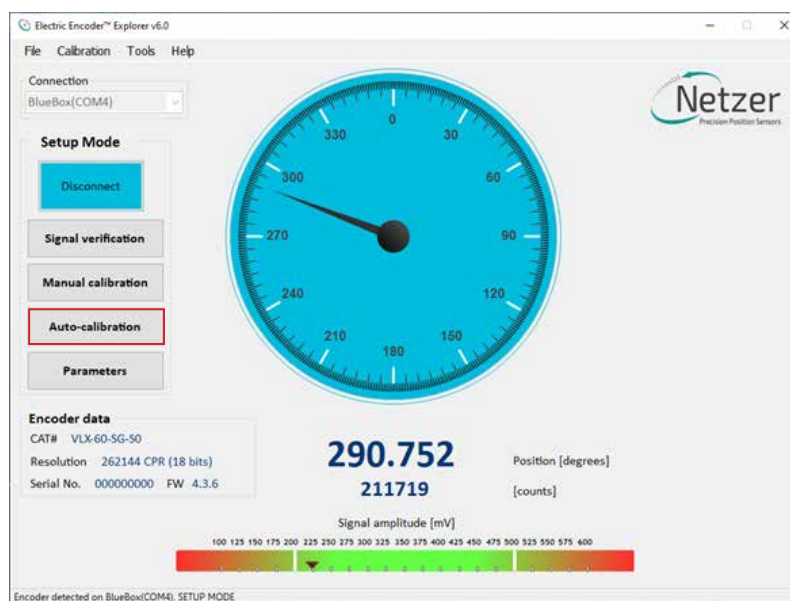 Electric Encoder™ Explorer v6.0
File Calibration Tools Help
Connection
BlueBox(COM4)
Netzer
Precision Position Sensors
Setup Mode
Disconnect
Signal verification
Manual calibration
Auto-calibration
Parameters
0
30
60
90
120
150
180
210
240
270
300
330
Encoder data
CAT# VLX-60-SG-S0
Resolution 262144 CPR (18 bits)
Serial No. 000000000 FW 4.3.6
290.752 Position [degrees]
211719 [counts]
Signal amplitude [mV]
100 125 150 175 200 225 250 275 300 325 350 375 400 425 450 475 500 525 550 575 600
Encoder detected on BlueBox(COM4). SETUP MODE